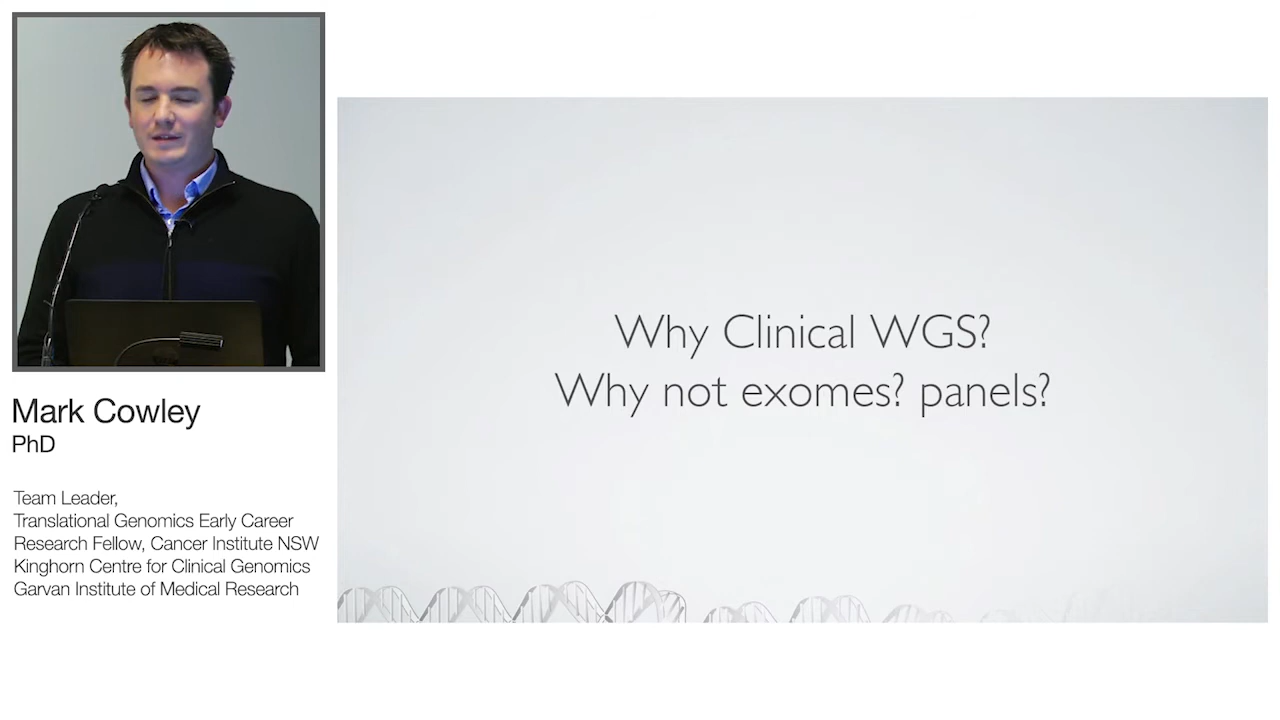 Mark Cowley
PhD
Team Leader,
Translational Genomics Early Career
Research Fellow, Cancer Institute NSW
Kinghorn Centre for Clinical Genomics
Garvan Institute of Medical Research
Why Clinical WGS?
Why not exomes? panels?